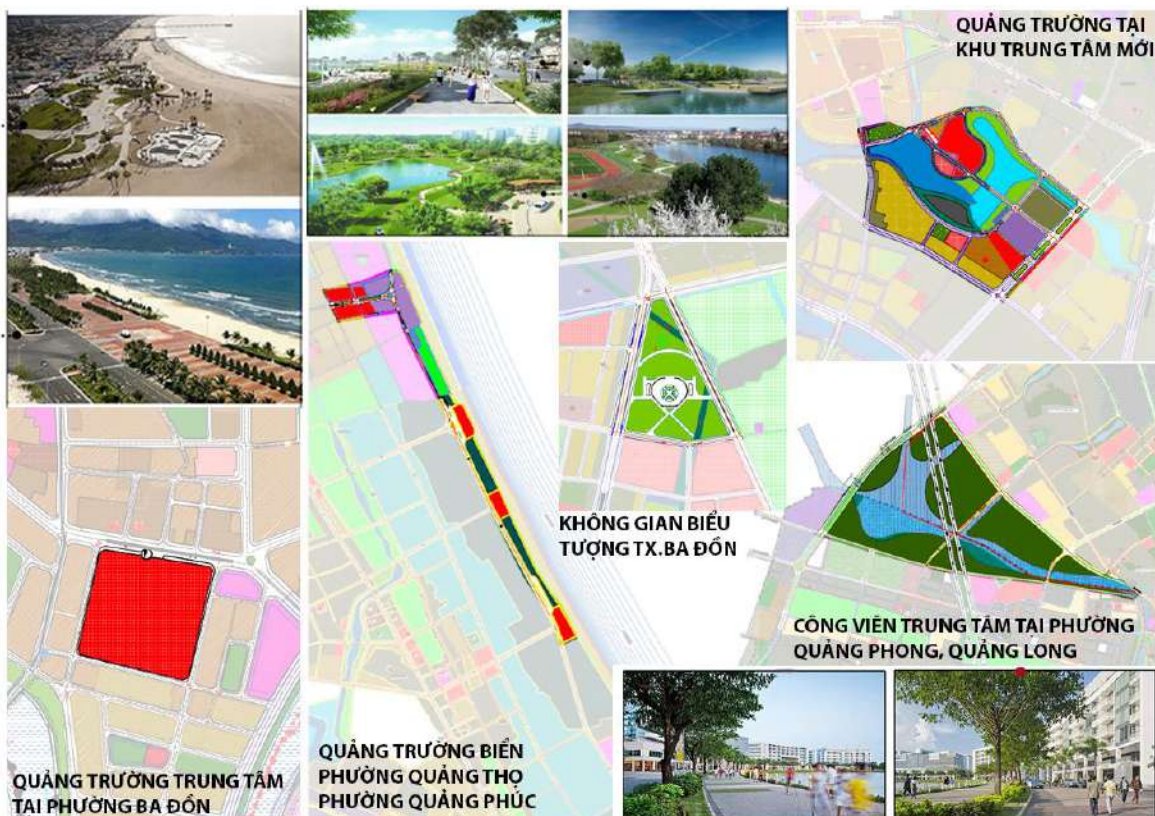 QUẢNG TRƯỜNG TẠI
KHU TRUNG TÂM MỚI
KHÔNG GIAN BIỂU
TƯỢNG TX.BA ĐỒN
CÔNG VIÊN TRUNG TÂM TẠI PHƯỜNG
QUẢNG PHONG, QUẢNG LONG
QUẢNG TRƯỜNG BIỂN
PHƯỜNG QUẢNG THỌ
PHƯỜNG QUẢNG PHÚC
QUẢNG TRƯỜNG TRUNG TÂM
TẠI PHƯỜNG BA ĐỒN